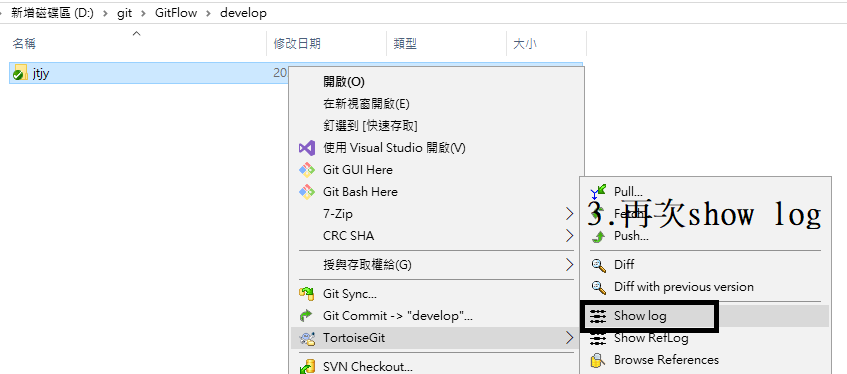 新增磁碟區 (D:) › git › GitFlow › develop
名稱 修改日期 類型 大小
jtjy 20
開啟(O)
在新視窗開啟(E)
釘選到 [快速存取]
使用 Visual Studio 開啟(V)
Git GUI Here
Git Bash Here
7-Zip
CRC SHA
授與存取權給(G)
Git Sync...
Git Commit -> "develop"...
TortoiseGit
SVN Checkout...
Pull...
3.再次show log
Fetch...
Push...
Diff
Diff with previous version
Show log
Show RefLog
Browse References